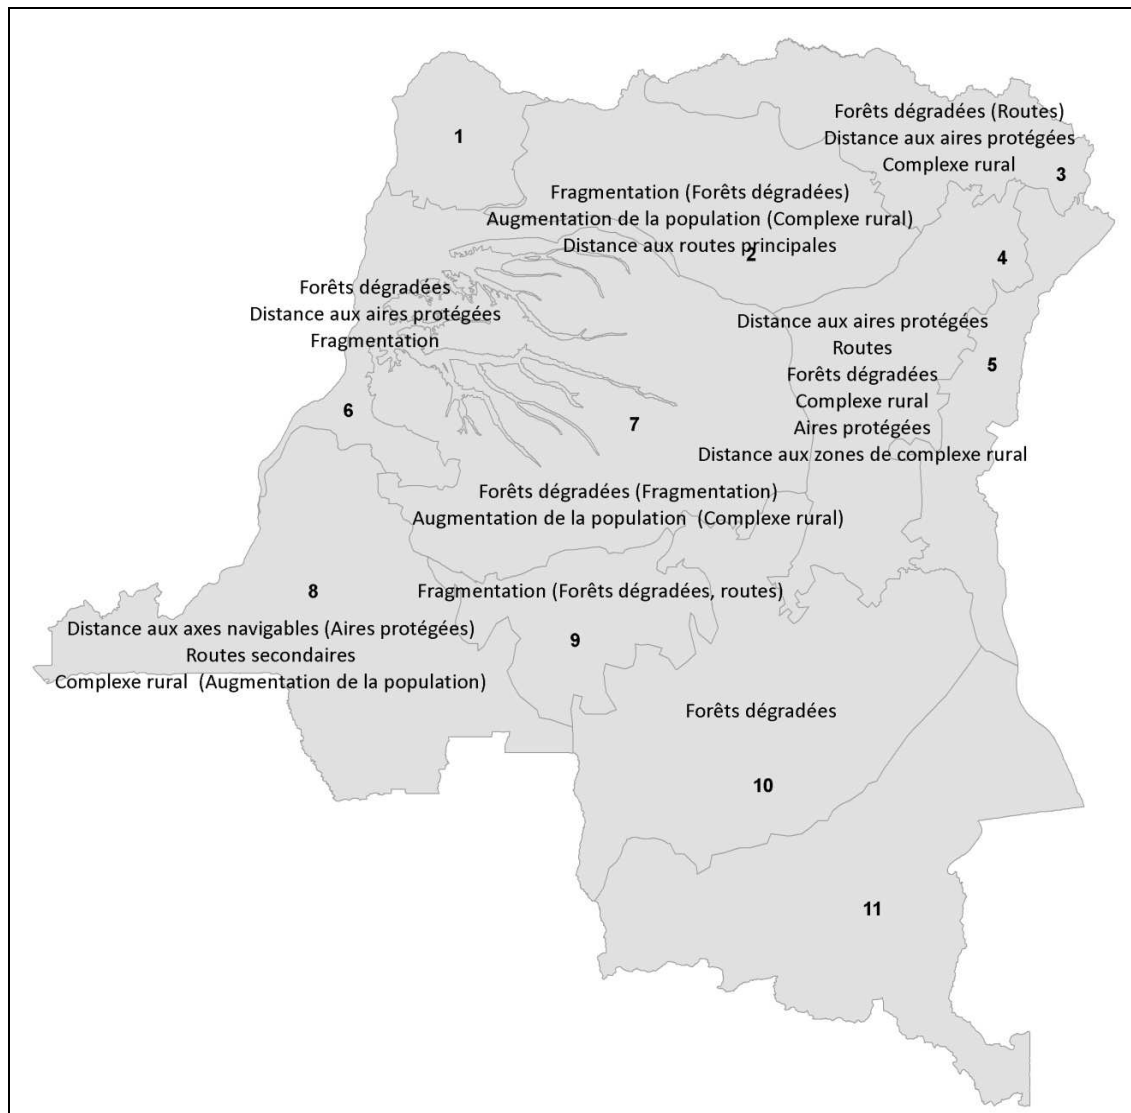 1
Forêts dégradées (Routes)
Distance aux aires protégées
Complexe rural
3
Fragmentation (Forêts dégradées)
Augmentation de la population (Complexe rural)
Distance aux routes principales
2
4
Forêts dégradées
Distance aux aires protégées
Fragmentation
6
Distance aux aires protégées
Routes
Forêts dégradées
Complexe rural
Aires protégées
Distance aux zones de complexe rural
5
7
Forêts dégradées (Fragmentation)
Augmentation de la population (Complexe rural)
8
Distance aux axes navigables (Aires protégées)
Routes secondaires
Complexe rural (Augmentation de la population)
Fragmentation (Forêts dégradées, routes)
9
Forêts dégradées
10
11